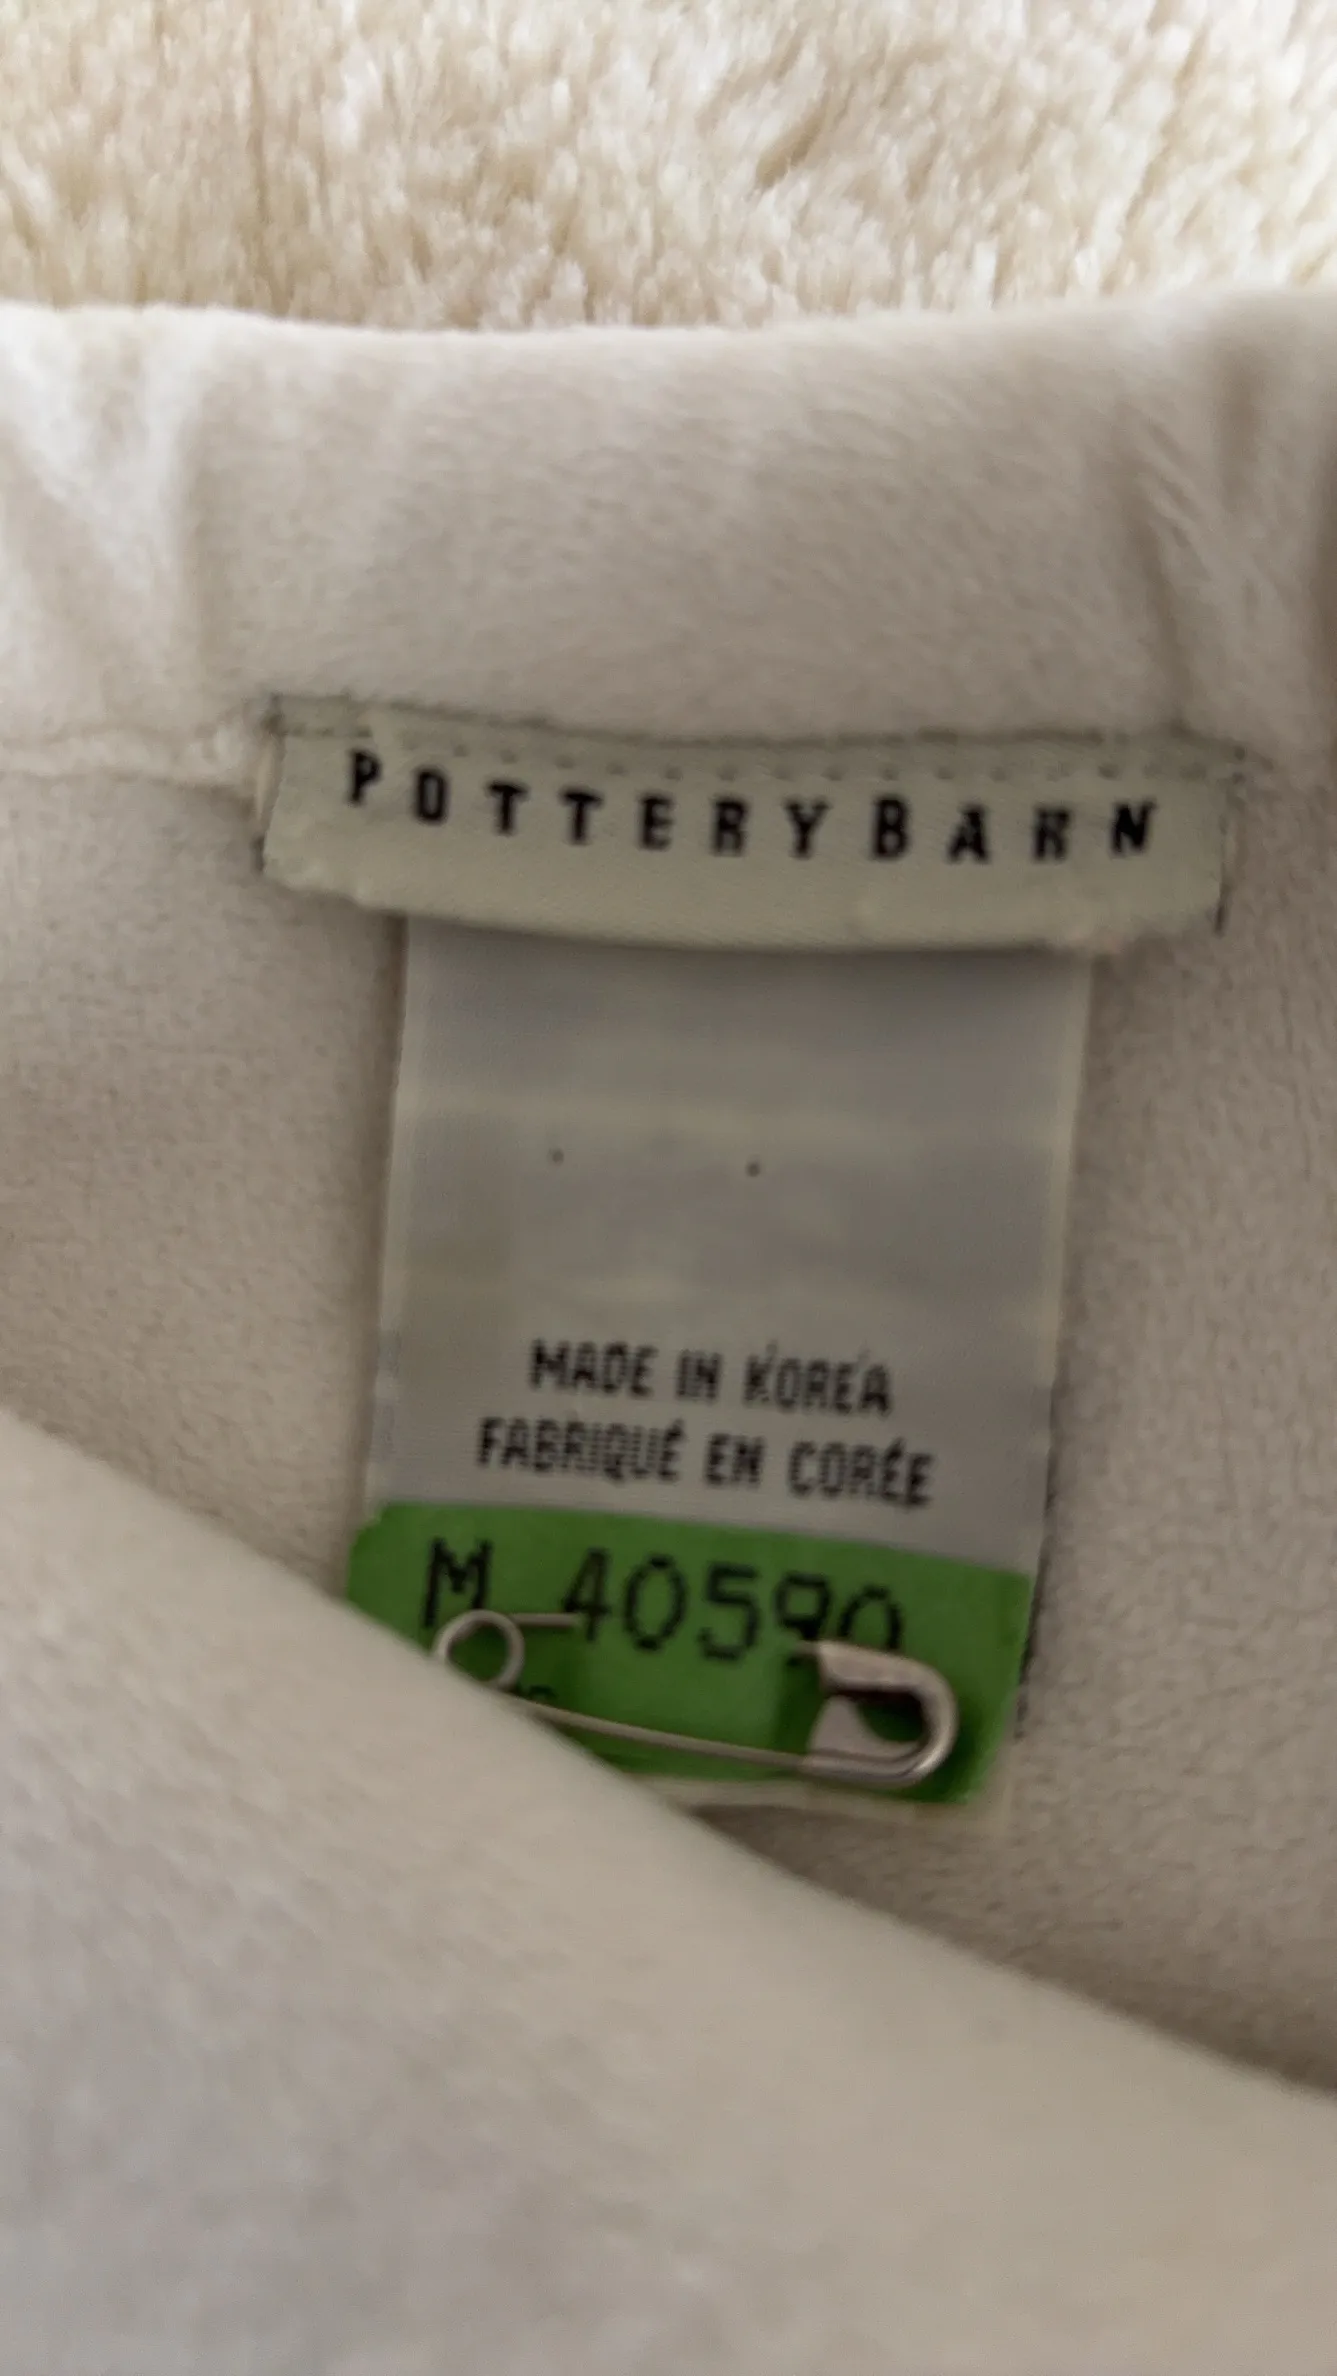 POTTERYBARN
MADE IN KOREA
FABRIQUÉ EN CORÉE
M 40590